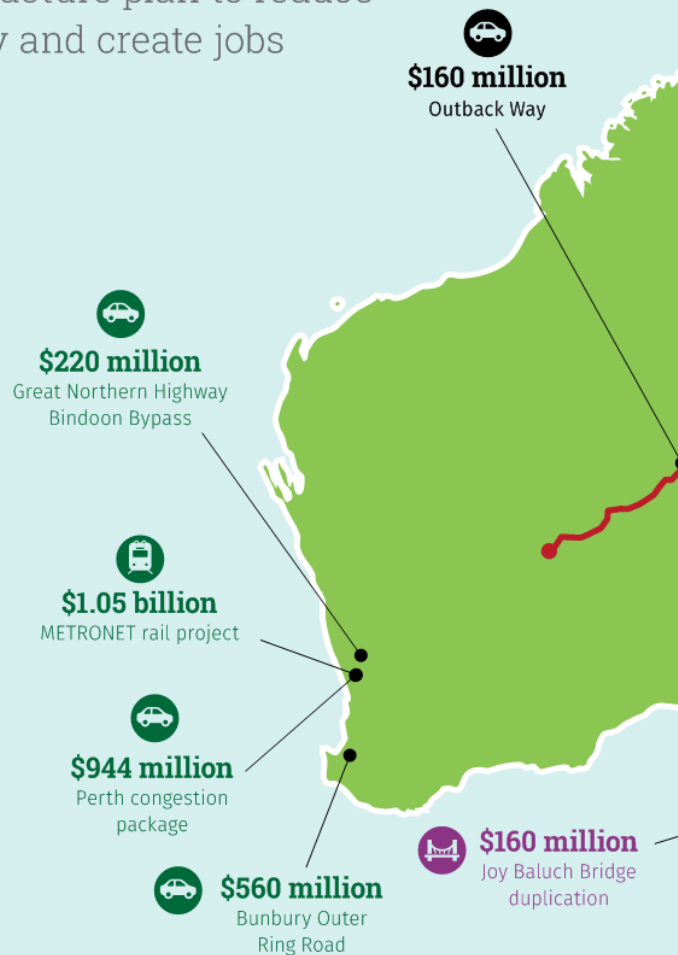 and create jobs
$160 million
Outback Way
$220 million
Great Northern Highway
Bindoon Bypass
$1.05 billion
METRONET rail project
$944 million
Perth congestion
package
$160 million
Joy Baluch Bridge
duplication
$560 million
Bunbury Outer
Ring Road